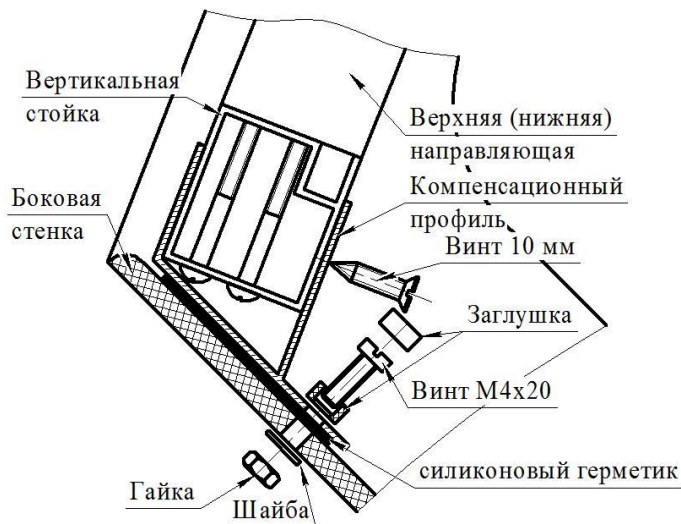 Вертикальная
стойка
Верхняя (нижняя)
направляющая
Компенсационный
профиль
Боковая
стенка
Винт 10 мм
Заглушка
Винт М4х20
силиконовый герметик
Гайка
Шайба